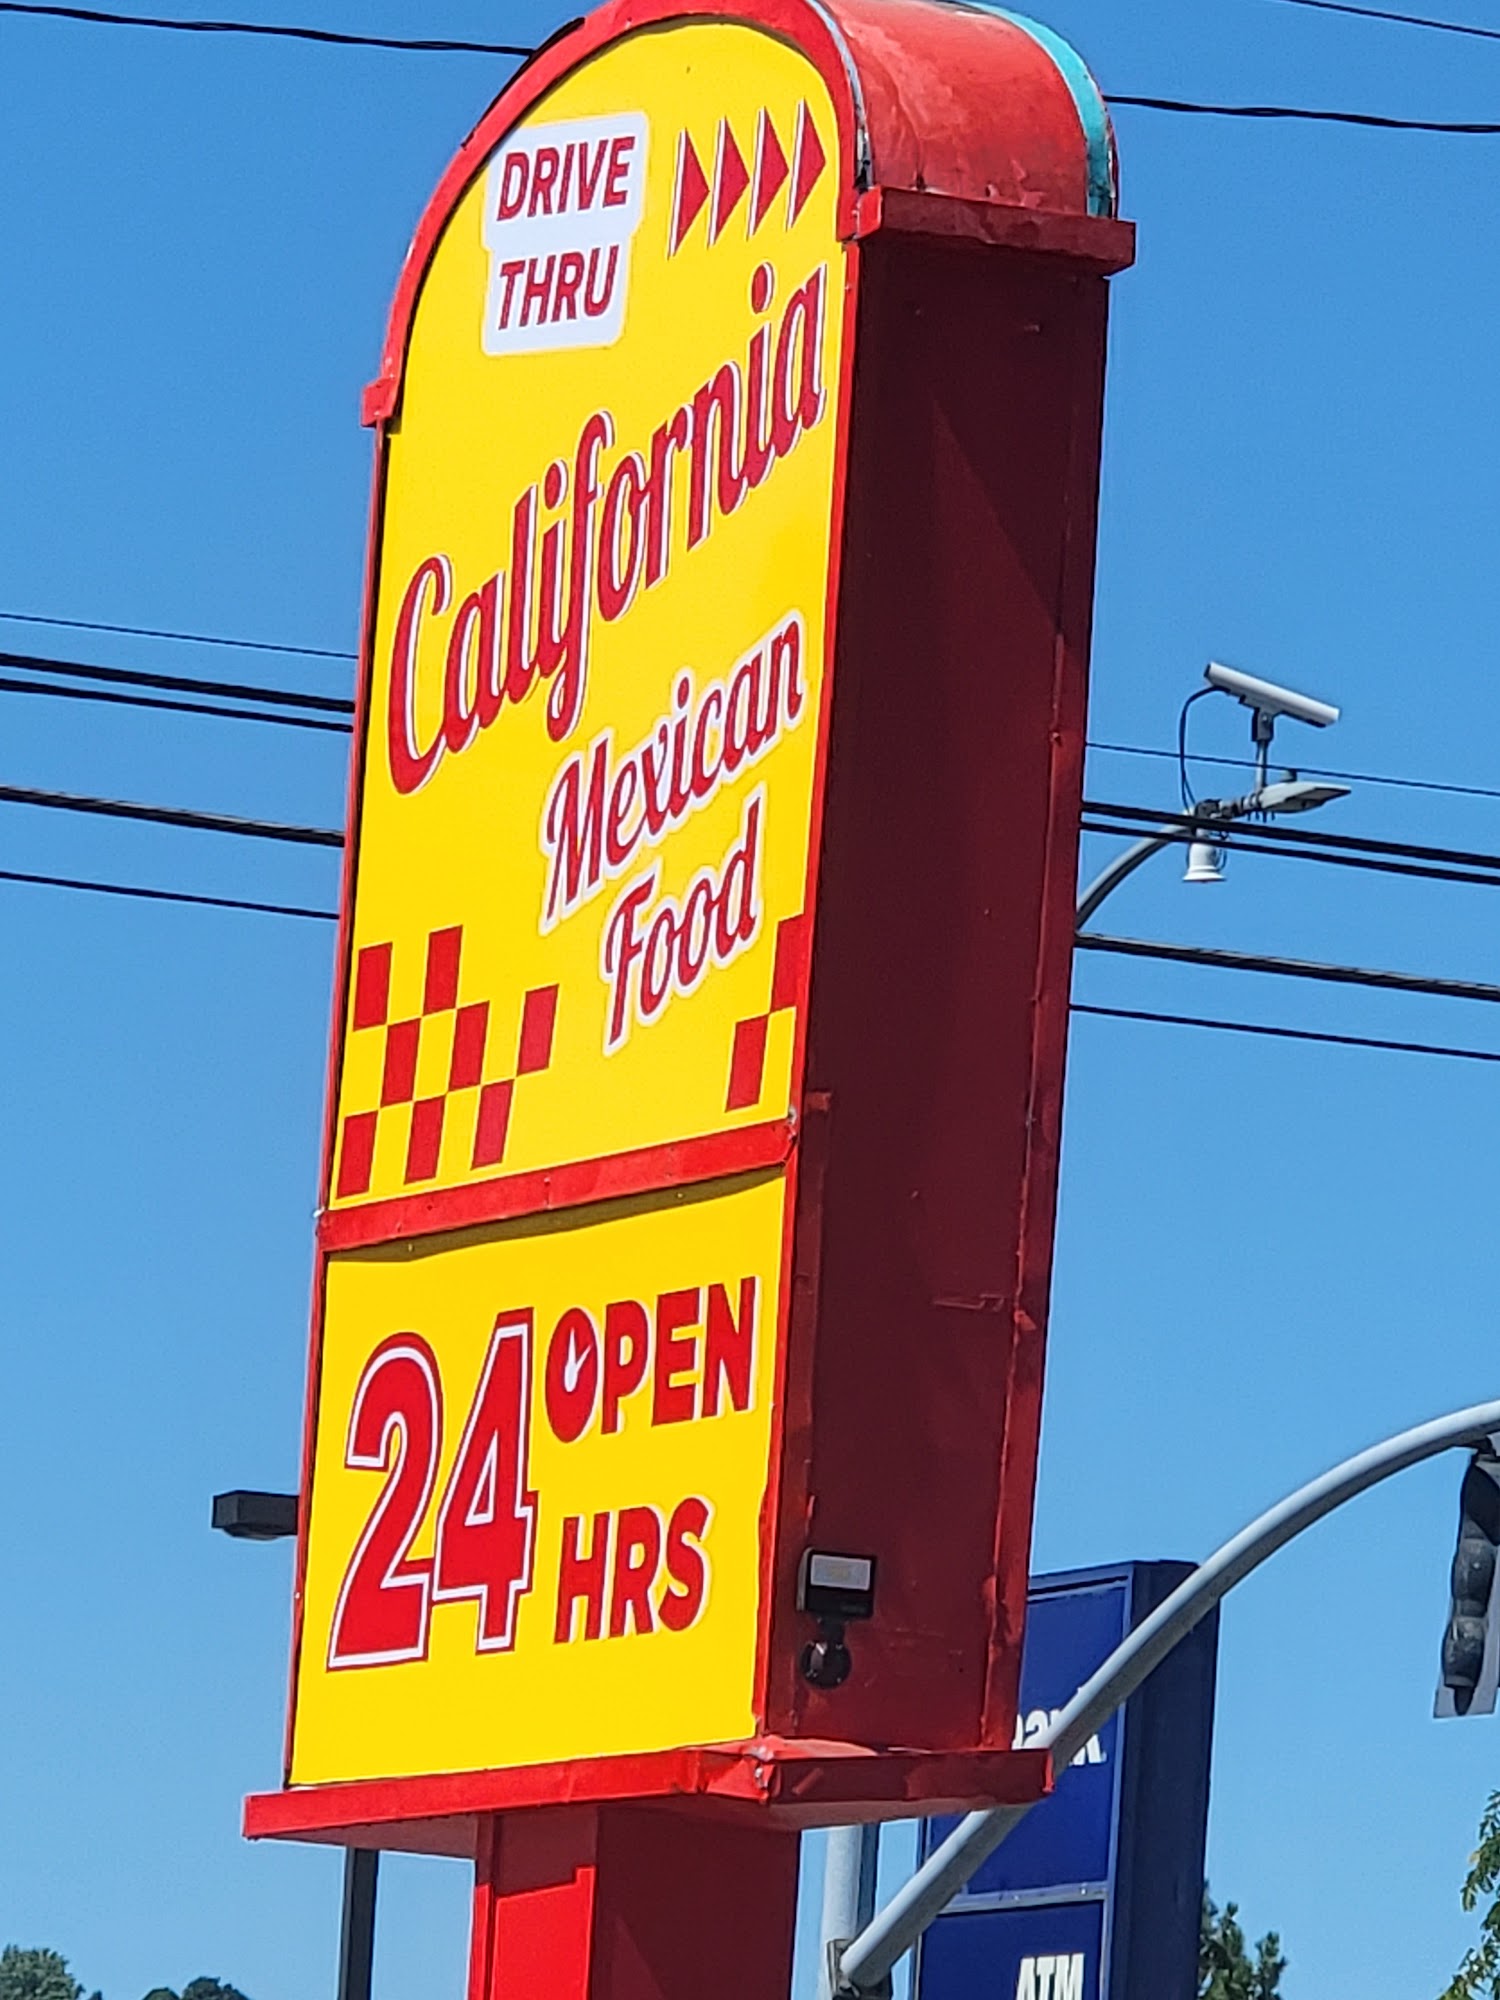 DRIVE
THRU
California
Mexican
Food
24 OPEN
HRS
ATM